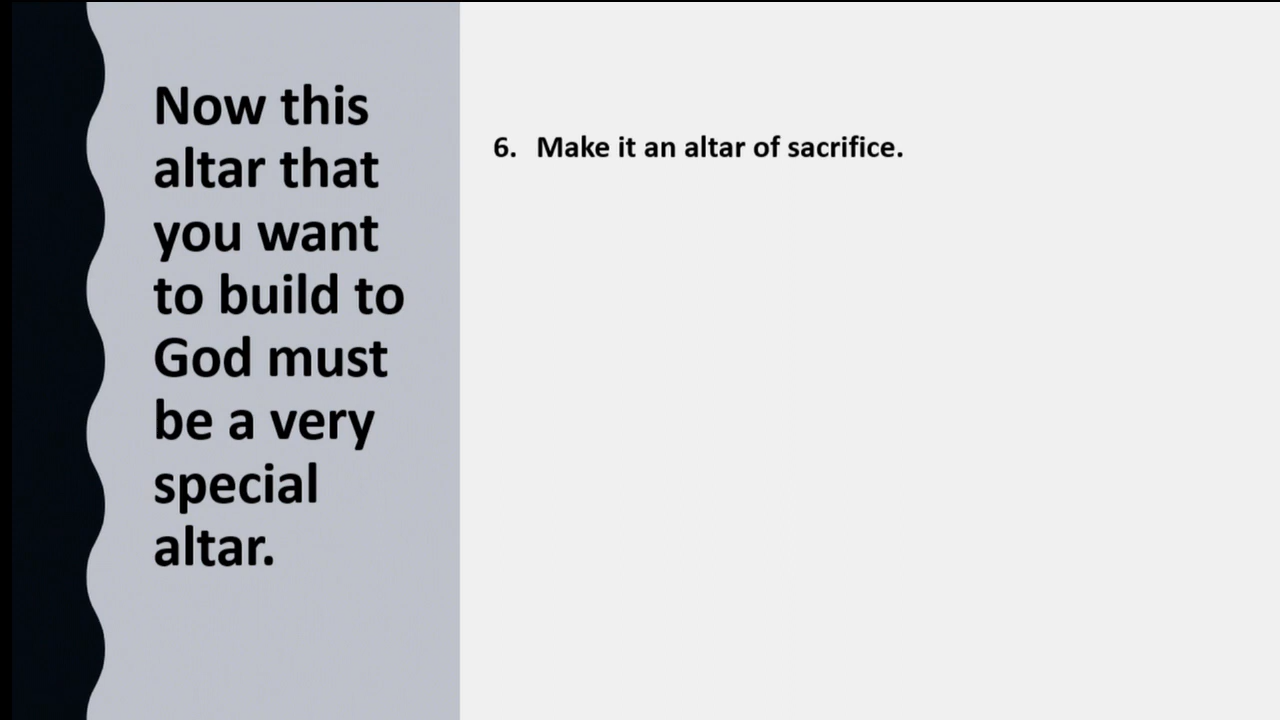 Now this
altar that
you want
to build to
God must
be a very
special
altar.
6. Make it an altar of sacrifice.